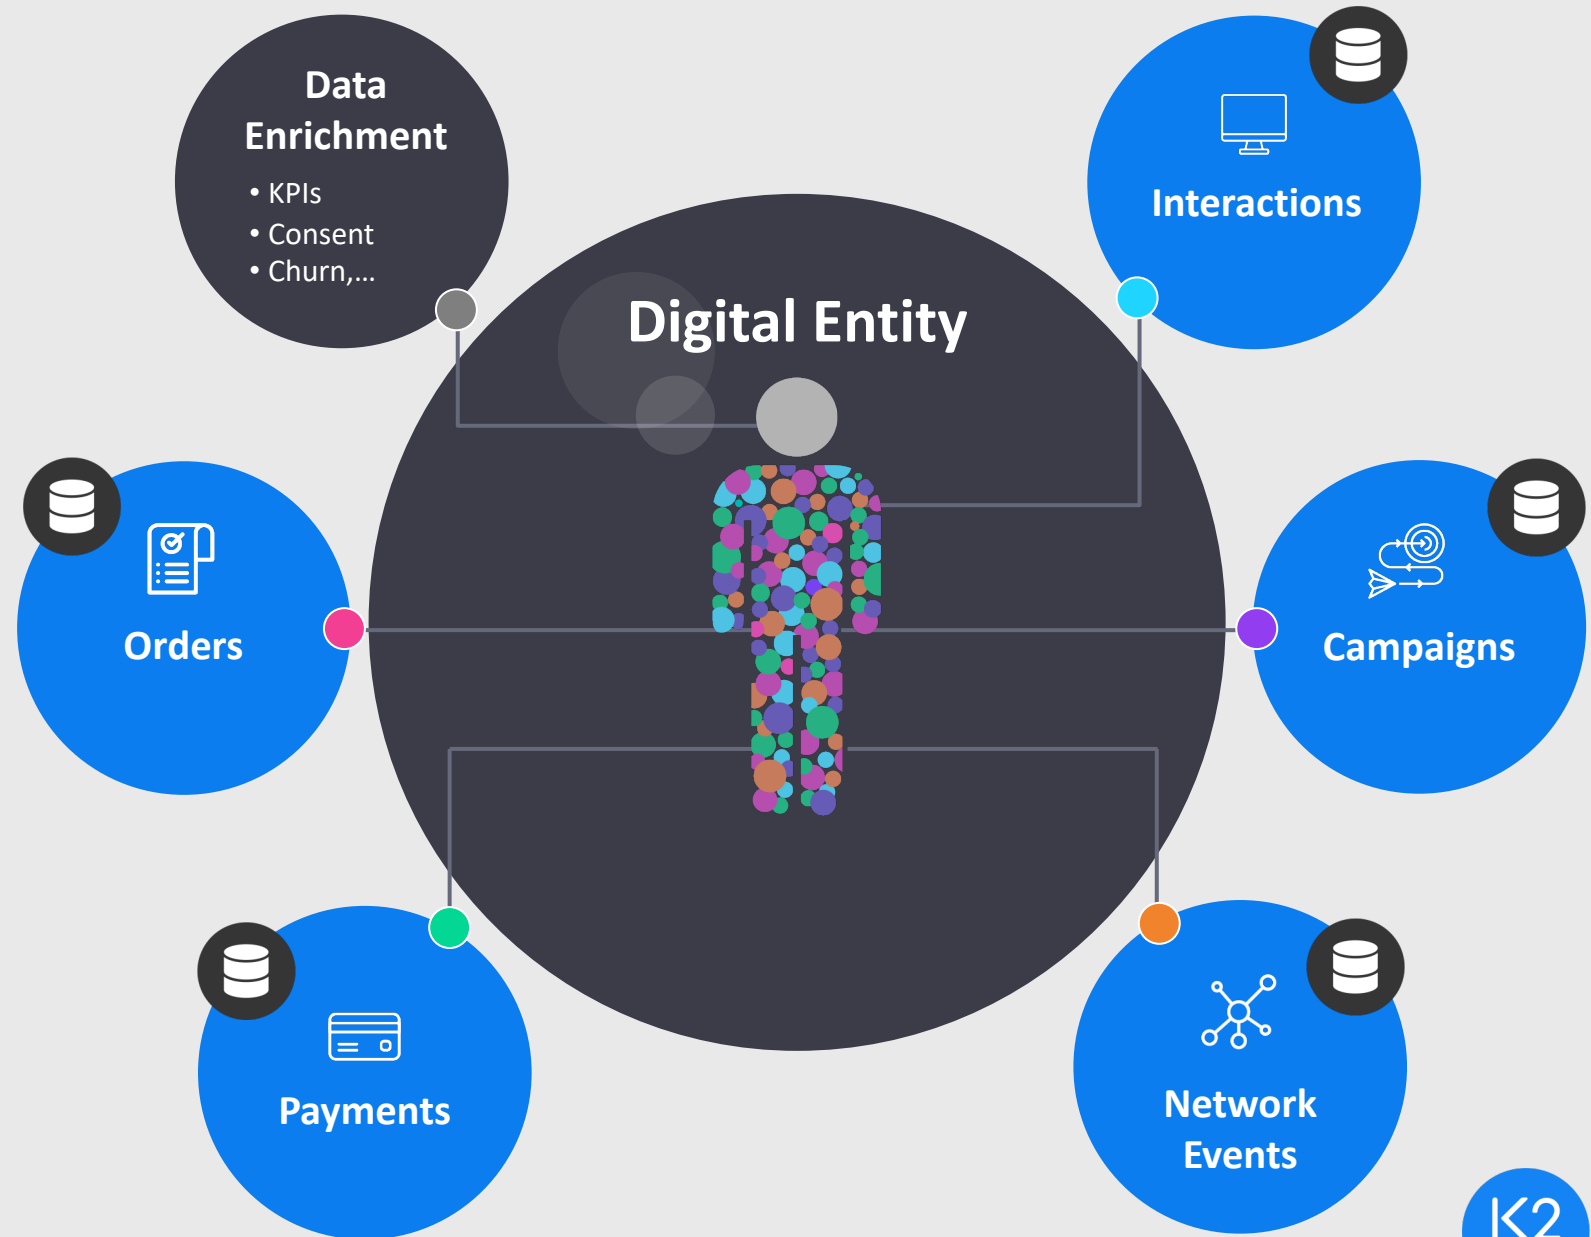 Data
Enrichment
• KPIs
• Consent
• Churn,...
Interactions
Digital Entity
Orders
Campaigns
Payments
Network
Events
K2